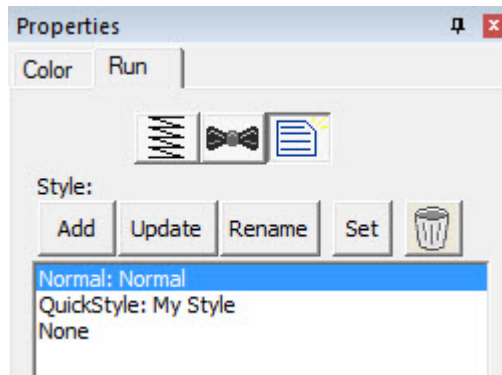 Properties
Color Run
Style:
Add Update Rename Set
Normal: Normal
QuickStyle: My Style
None